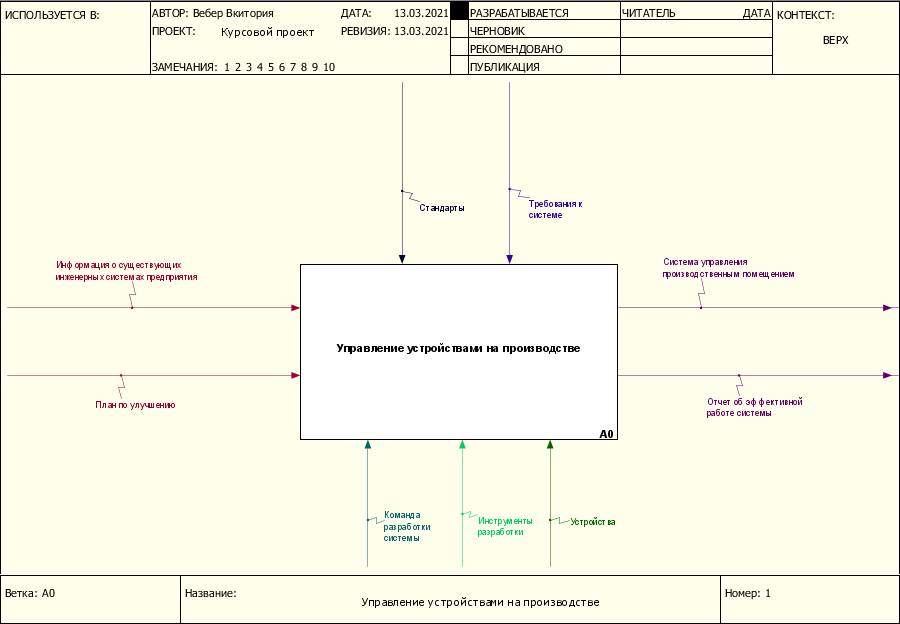 ИСПОЛЬЗУЕТСЯ В:
АВТОР: Вебер Вкитория
ДАТА: 13.03.2021
РАЗРАБАТЫВАЕТСЯ
ЧИТАТЕЛЬ
ДАТА
КОНТЕКСТ:
ПРОЕКТ: Курсовой проект
РЕВИЗИЯ: 13.03.2021
ЧЕРНОВИК
ВЕРХ
РЕКОМЕНДОВАНО
ЗАМЕЧАНИЯ: 1 2 3 4 5 6 7 8 9 10
ПУБЛИКАЦИЯ
Стандарты
Требования к
системе
Информация о существующих
инженерных системах предприятия
Система управления
производственным помещением
Управление устройствами на производстве
План по улучшению
Отчет об эффективной
работе системы
A0
Команда
разработки
системы
Инструменты
разработки
Устройства
Ветка: A0
Название:
Управление устройствами на производстве
Номер: 1